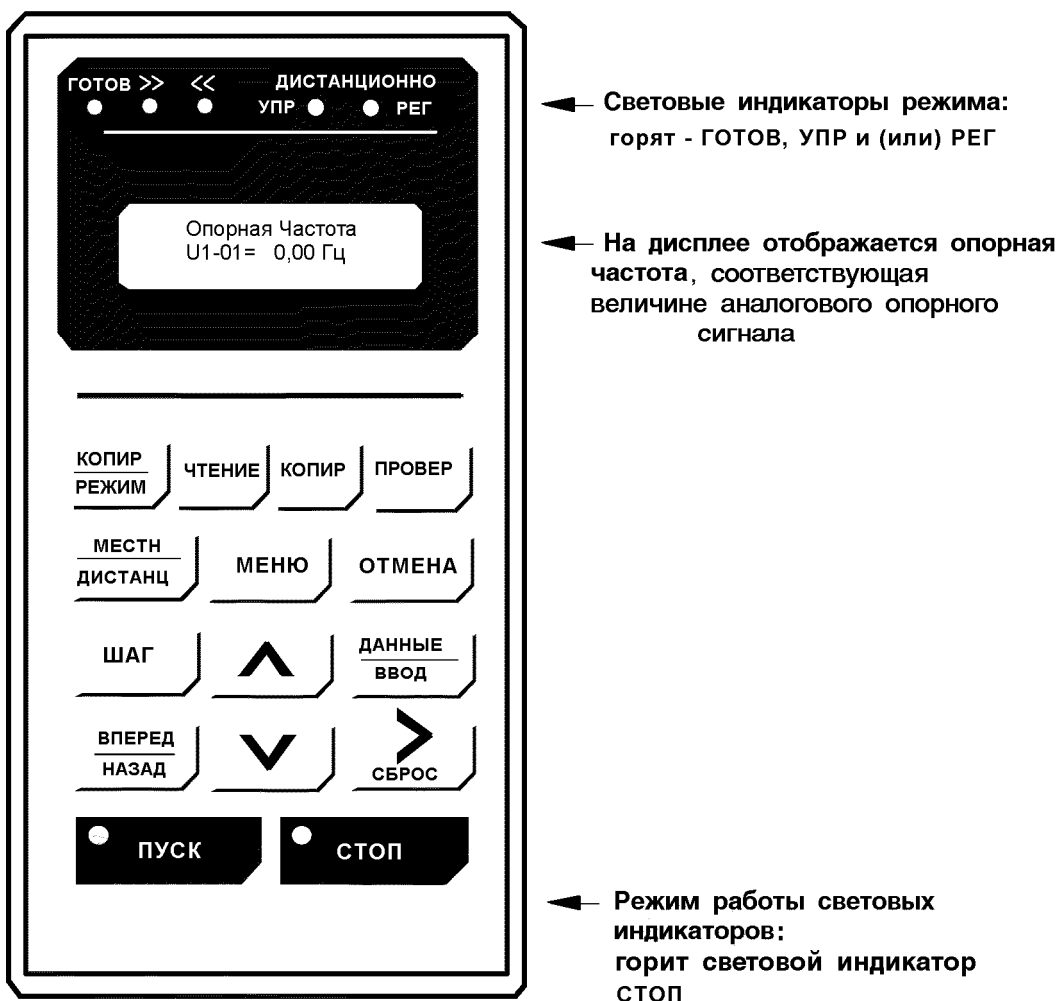 ГОТОВ >> << ДИСТАНЦИОННО
УПР РЕГ
Опорная Частота
U1-01= 0,00 Гц
КОПИР
РЕЖИМ
ЧТЕНИЕ
КОПИР
ПРОВЕР
МЕСТН
ДИСТАНЦ
МЕНЮ
ОТМЕНА
ШАГ
ДАННЫЕ
ВВОД
ВПЕРЕД
НАЗАД
СБРОС
ПУСК
СТОП
Световые индикаторы режима:
горят - ГОТОВ, УПР и (или) РЕГ
На дисплее отображается опорная
частота, соответствующая
величине аналогового опорного
сигнала
Режим работы световых
индикаторов:
горит световой индикатор
СТОП